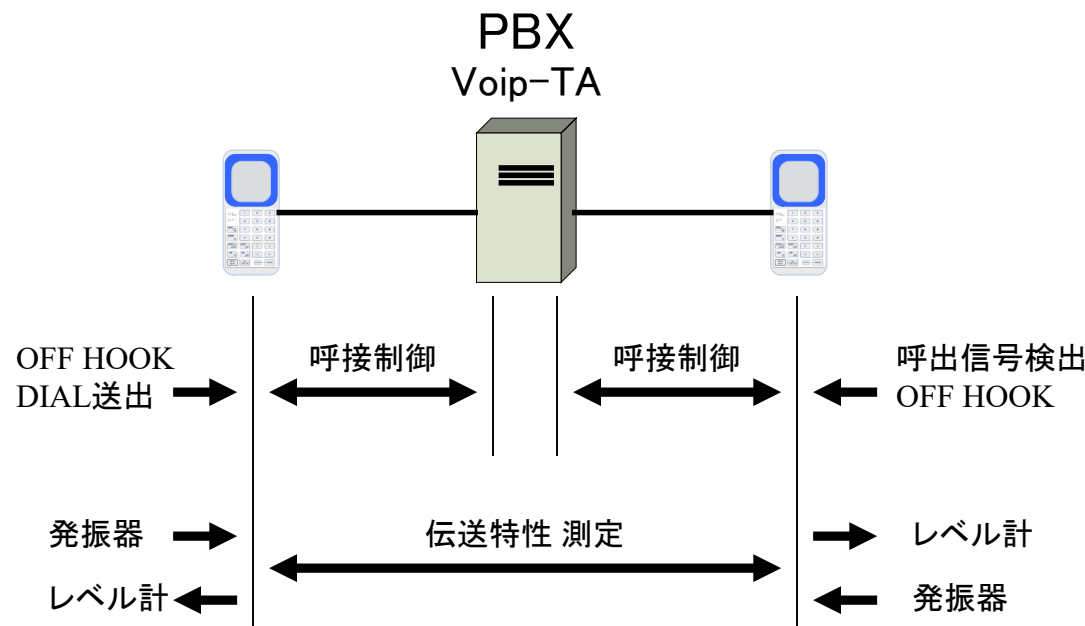 PBX
Voip-TA
OFF HOOK
DIAL送出
呼接制御
呼接制御
呼出信号検出
OFF HOOK
発振器
伝送特性 測定
レベル計
レベル計
発振器